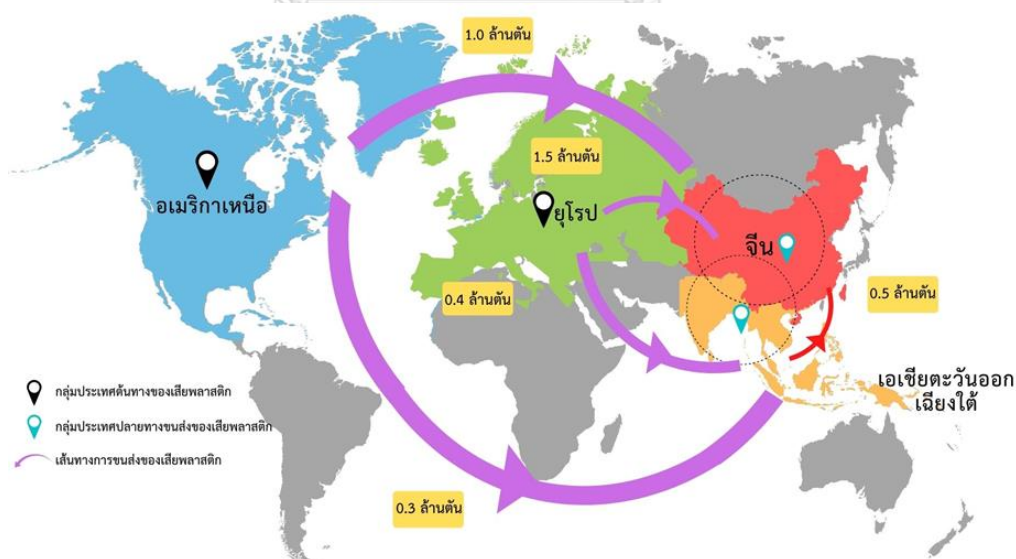 1.0 ล้านตัน
1.5 ล้านตัน
อเมริกาเหนือ
ยุโรป
จีน
0.4 ล้านตัน
0.5 ล้านตัน
เอเชียตะวันออก
เฉียงใต้
กลุ่มประเทศต้นทางของเสียพลาสติก
กลุ่มประเทศปลายทางขนส่งของเสียพลาสติก
เส้นทางการขนส่งของเสียพลาสติก
0.3 ล้านตัน